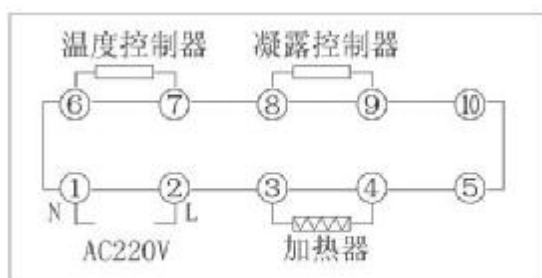 温度控制器 凝露控制器
⑥ ⑦ ⑧ ⑨ ⑩
① ② ③ ④ ⑤
N L
AC220V 加热器